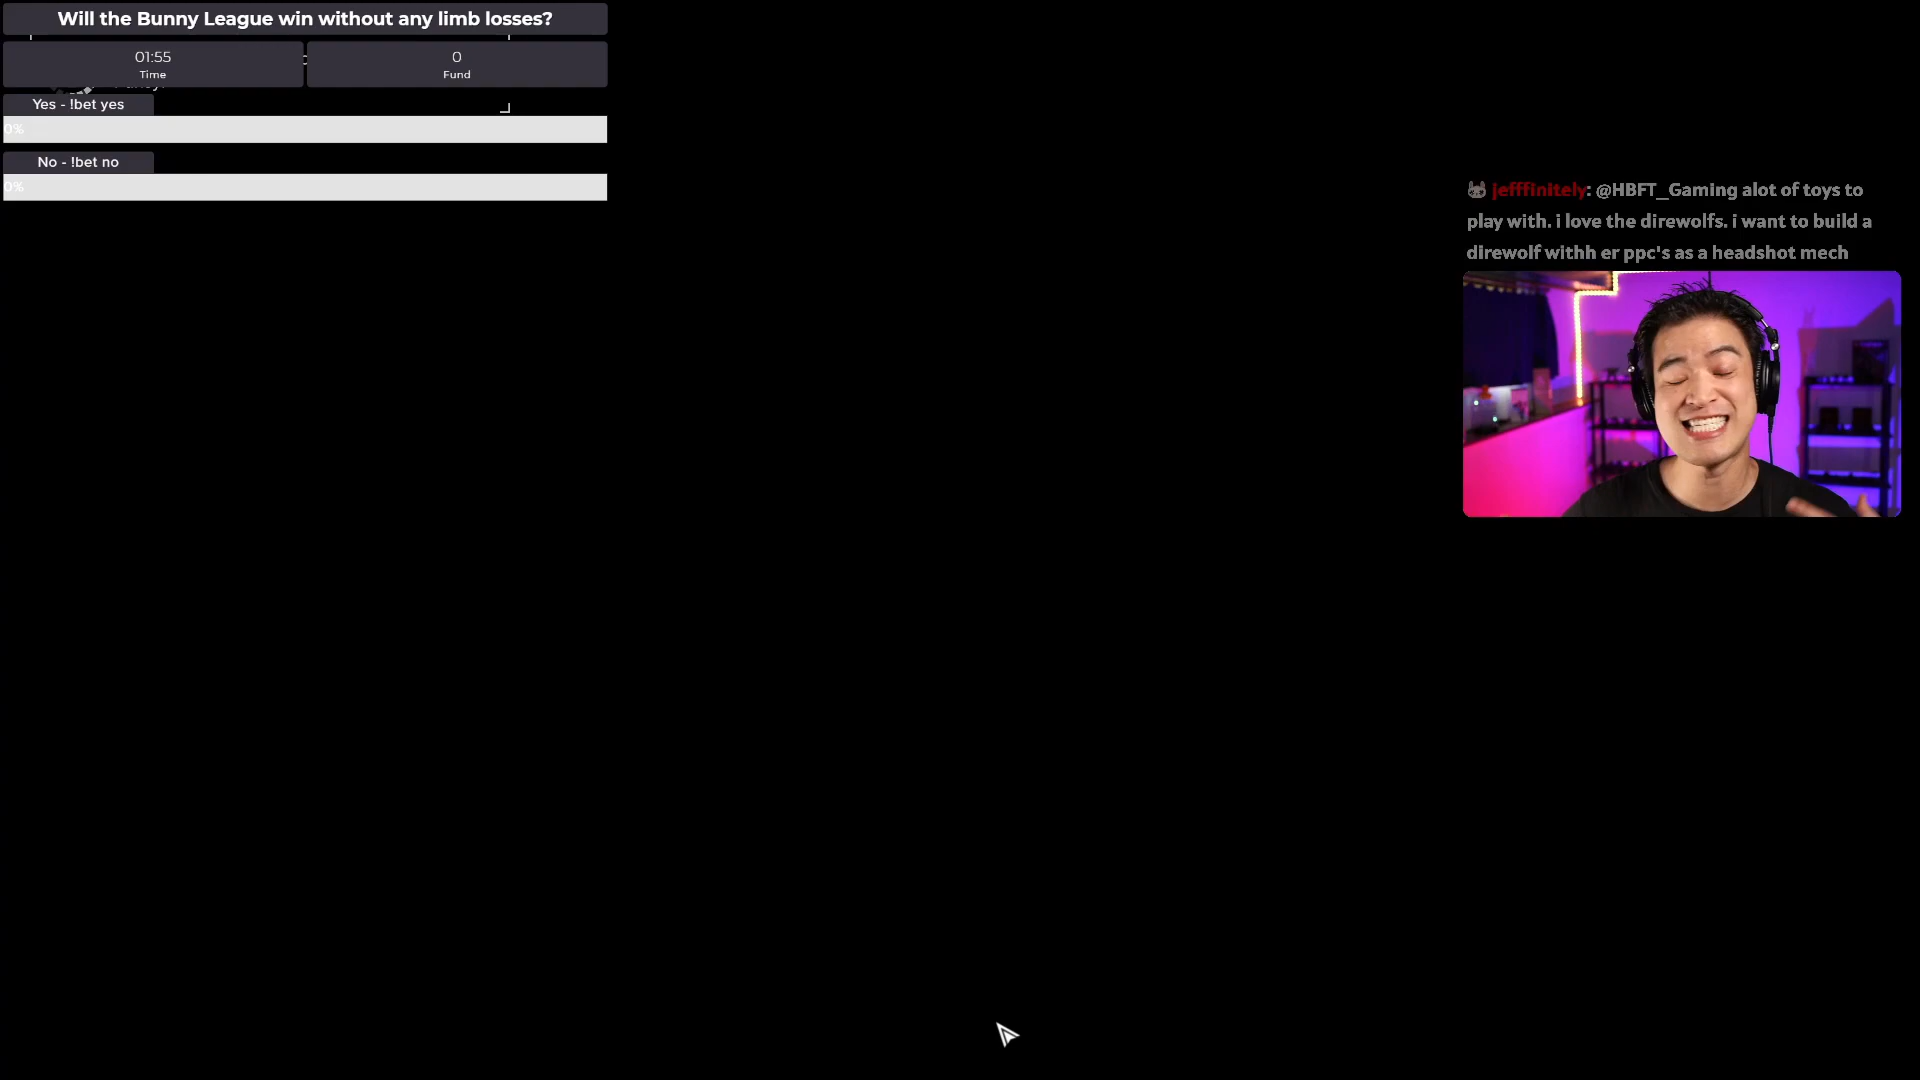 Will the Bunny League win without any limb losses?
01:55
Time
0
Fund
Yes - !bet yes
0%
No - !bet no
0%
jefffinitely: @HBFT_Gaming alot of toys to
play with. i love the direwolfs. i want to build a
direwolf withh er ppc's as a headshot mech